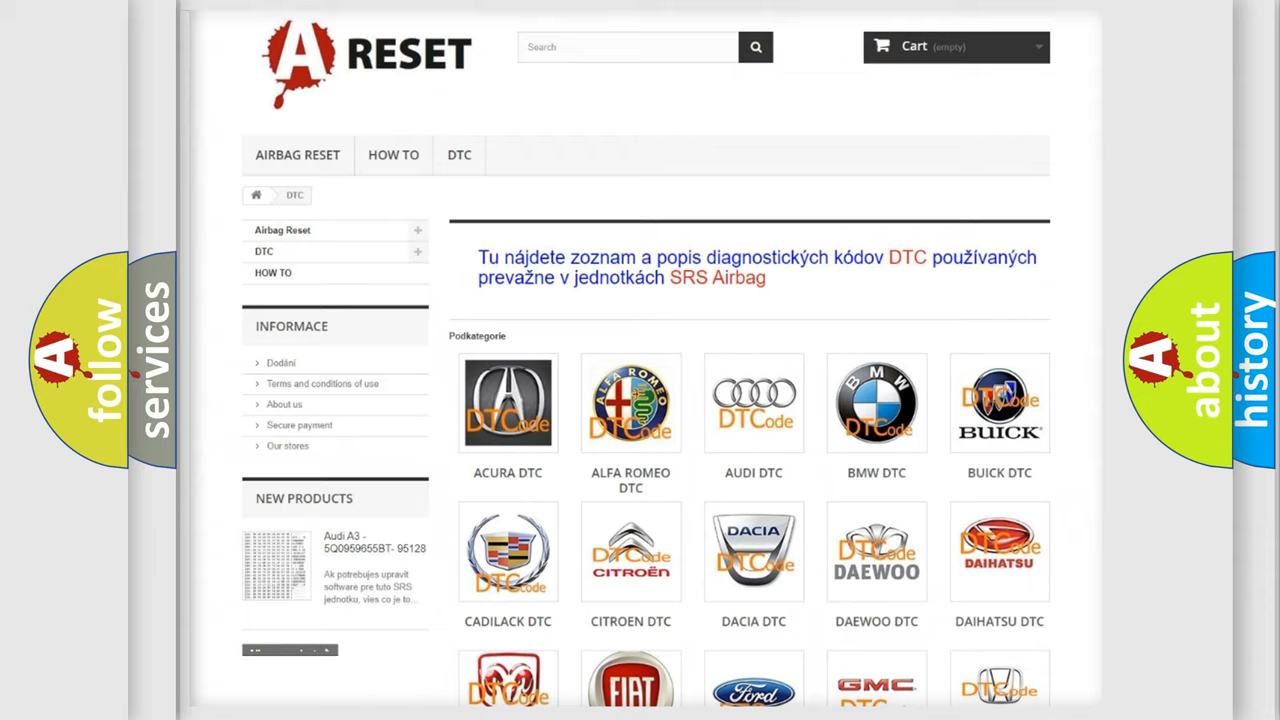 A RESET
Search
Cart (empty)
AIRBAG RESET
HOW TO
DTC
DTC
Airbag Reset
DTC
HOW TO
Tu nájdete zoznam a popis diagnostických kódov DTC používaných
prevažne v jednotkách SRS Airbag
INFORMACE
Dodání
Terms and conditions of use
About us
Secure payment
Our stores
NEW PRODUCTS
Audi A3 -
5Q0959655BT- 95128
Ak potrebujes upravit
software pre tuto SRS
jednotku, vies co je to...
Podkategorie
DTCode
ALFA ROMEO
DTCode
DTCode
BMW
DTCode
DTCode
BUICK
ACURA DTC
ALFA ROMEO
DTC
AUDI DTC
BMW DTC
BUICK DTC
DTCode
DTCode
CITROËN
DACIA
DTCode
DTCode
DAEWOO
DTCode
DAIHATSU
CADILACK DTC
CITROEN DTC
DACIA DTC
DAEWOO DTC
DAIHATSU DTC
DTCode
FIAT
Ford
GMC
DTCode
A follow
services
A about
history